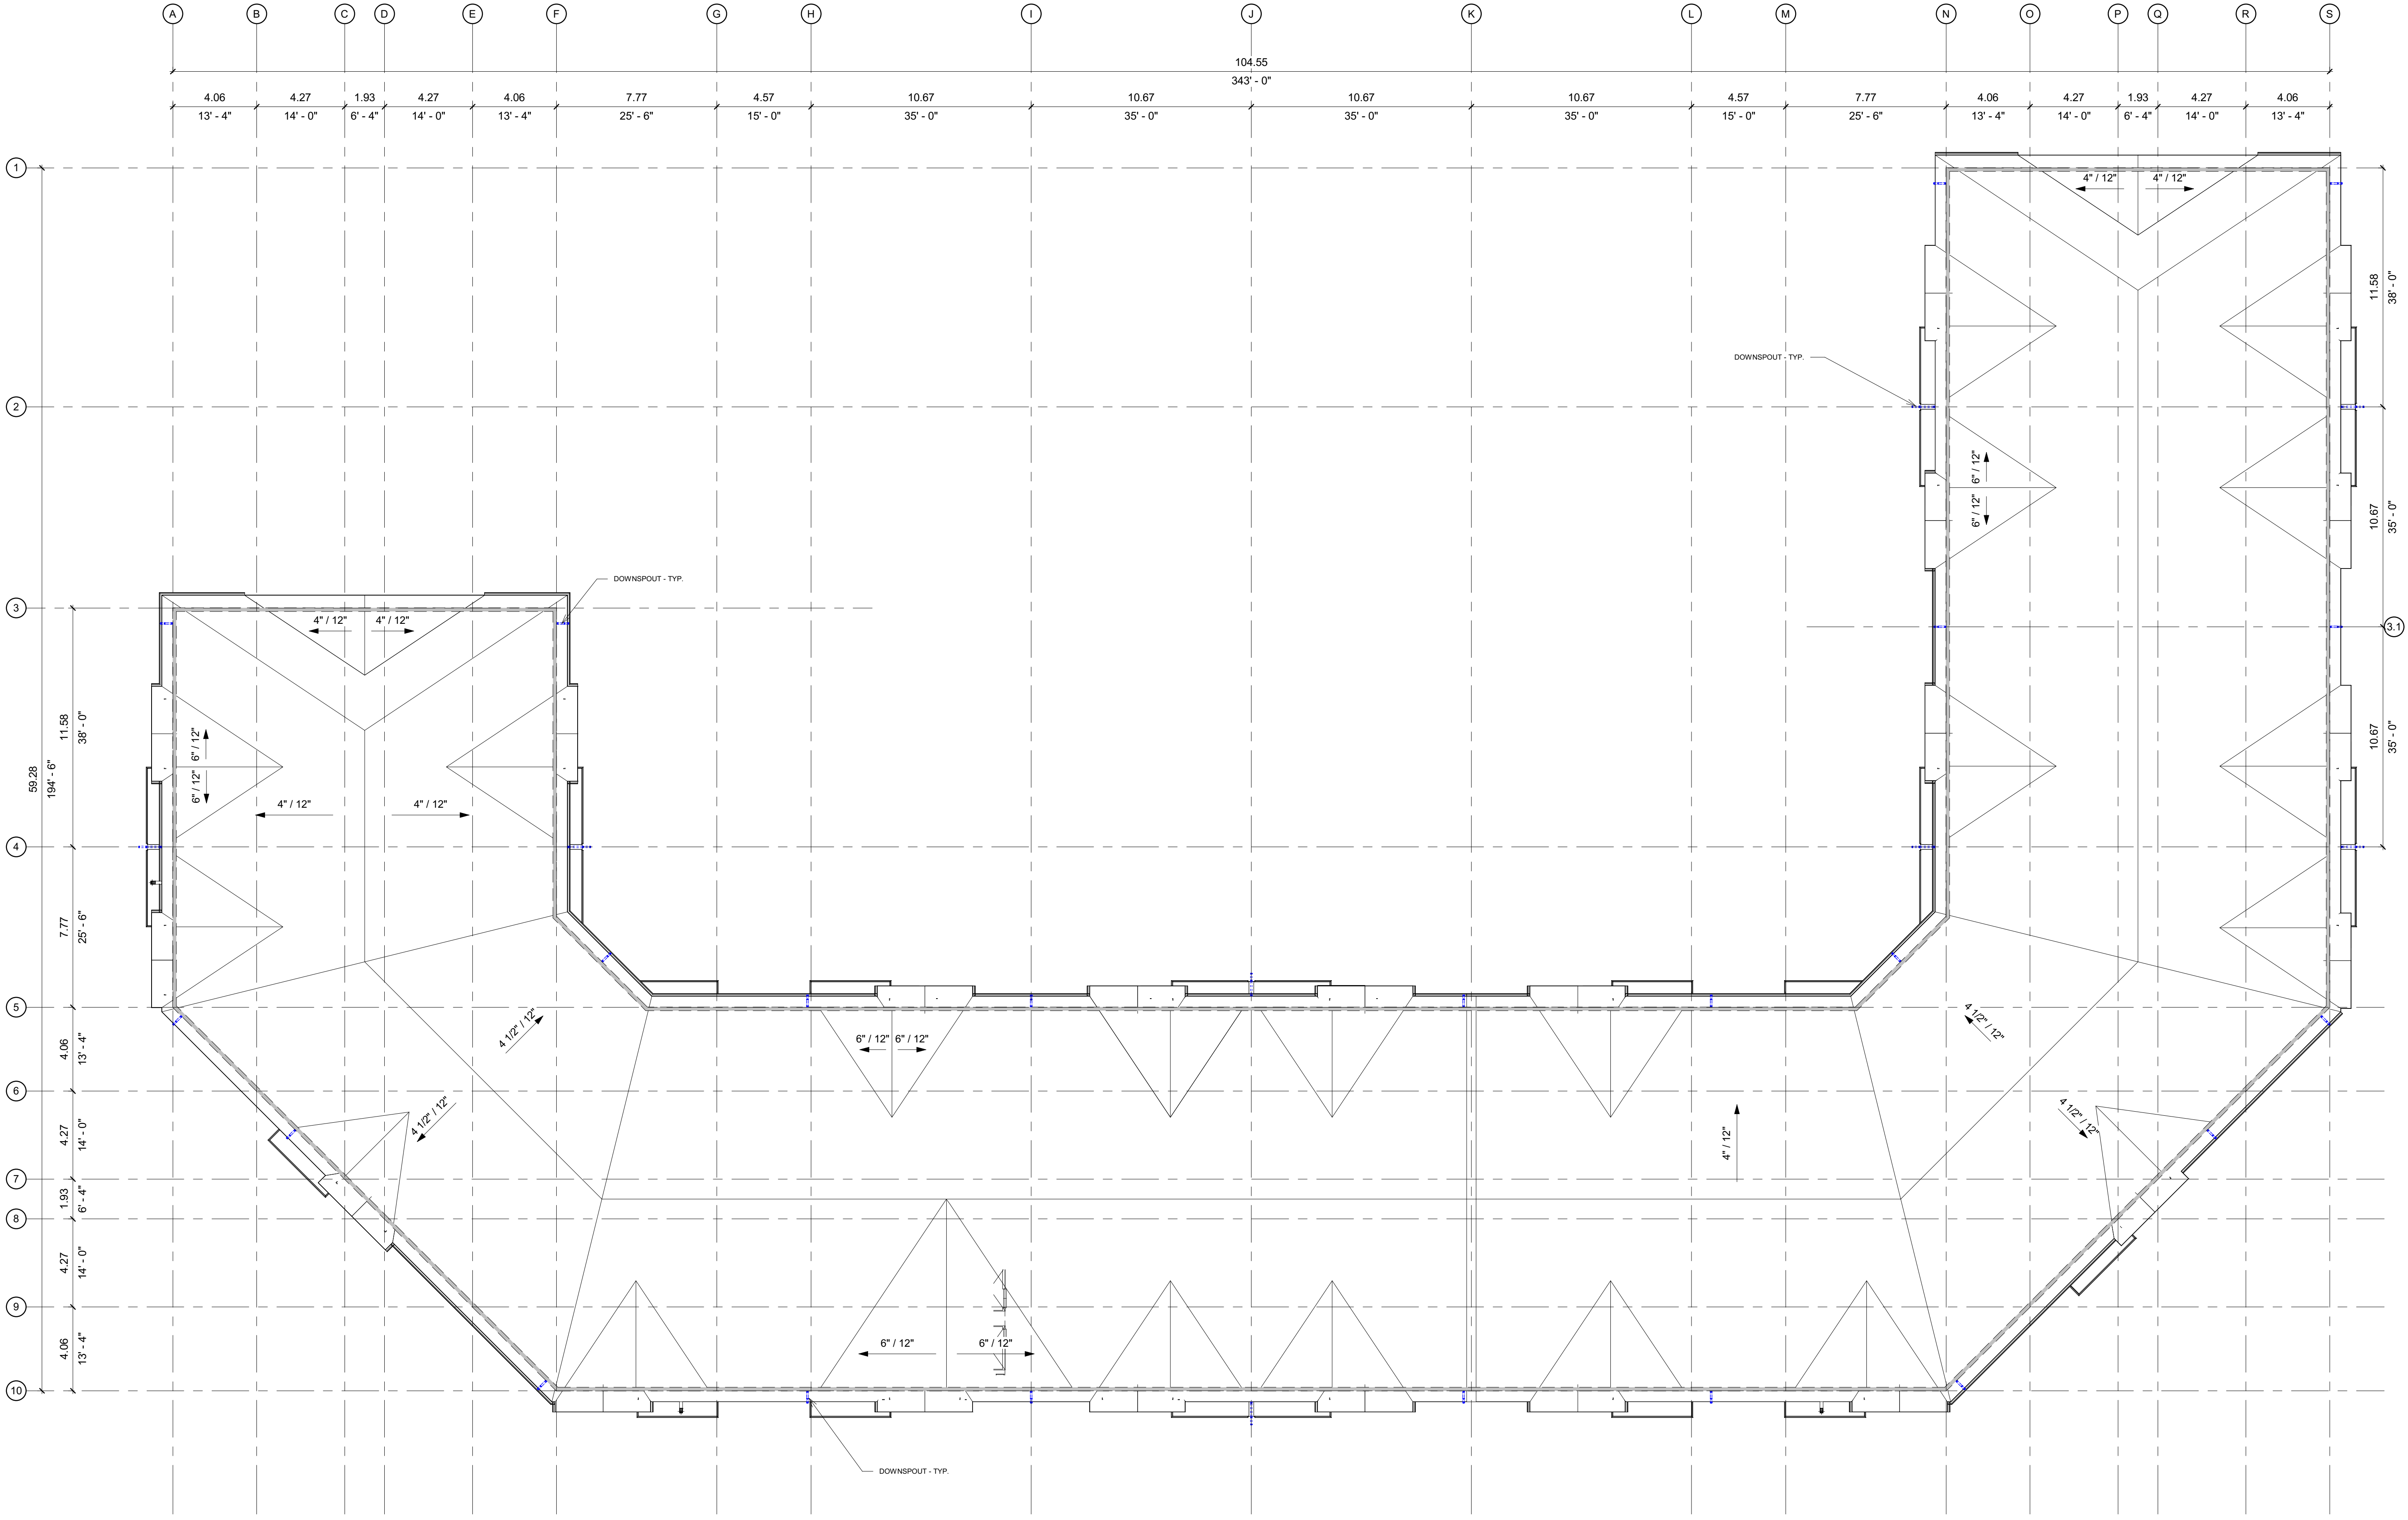 A B C D E F G H I J K L M N O P Q R S
104.55
343' - 0"
4.06 4.27 1.93 4.27 4.06 7.77 4.57 10.67 10.67 10.67 10.67 4.57 7.77 4.06 4.27 1.93 4.27 4.06
13' - 4" 14' - 0" 6' - 4" 14' - 0" 13' - 4" 25' - 6" 15' - 0" 35' - 0" 35' - 0" 35' - 0" 35' - 0" 15' - 0" 25' - 6" 13' - 4" 14' - 0" 6' - 4" 14' - 0" 13' - 4"
1
4" / 12" 4" / 12"
11.58
38' - 0"
DOWNSPOUT - TYP.
2
6" / 12"
6" / 12"
10.67
35' - 0"
DOWNSPOUT - TYP.
3
4" / 12" 4" / 12"
3.1
11.58
38' - 0"
6" / 12"
6" / 12"
10.67
35' - 0"
59.28
194' - 6"
4" / 12" 4" / 12"
4
7.77
25' - 6"
5
4 1/2" / 12"
4 1/2" / 12"
4.06
13' - 4"
6" / 12" 6" / 12"
6
4 1/2" / 12"
4 1/2" / 12"
4.27
14' - 0"
4" / 12"
7
1.93
6' - 4"
8
4.27
14' - 0"
9
4.06
13' - 4"
6" / 12" 6" / 12"
10
DOWNSPOUT - TYP.